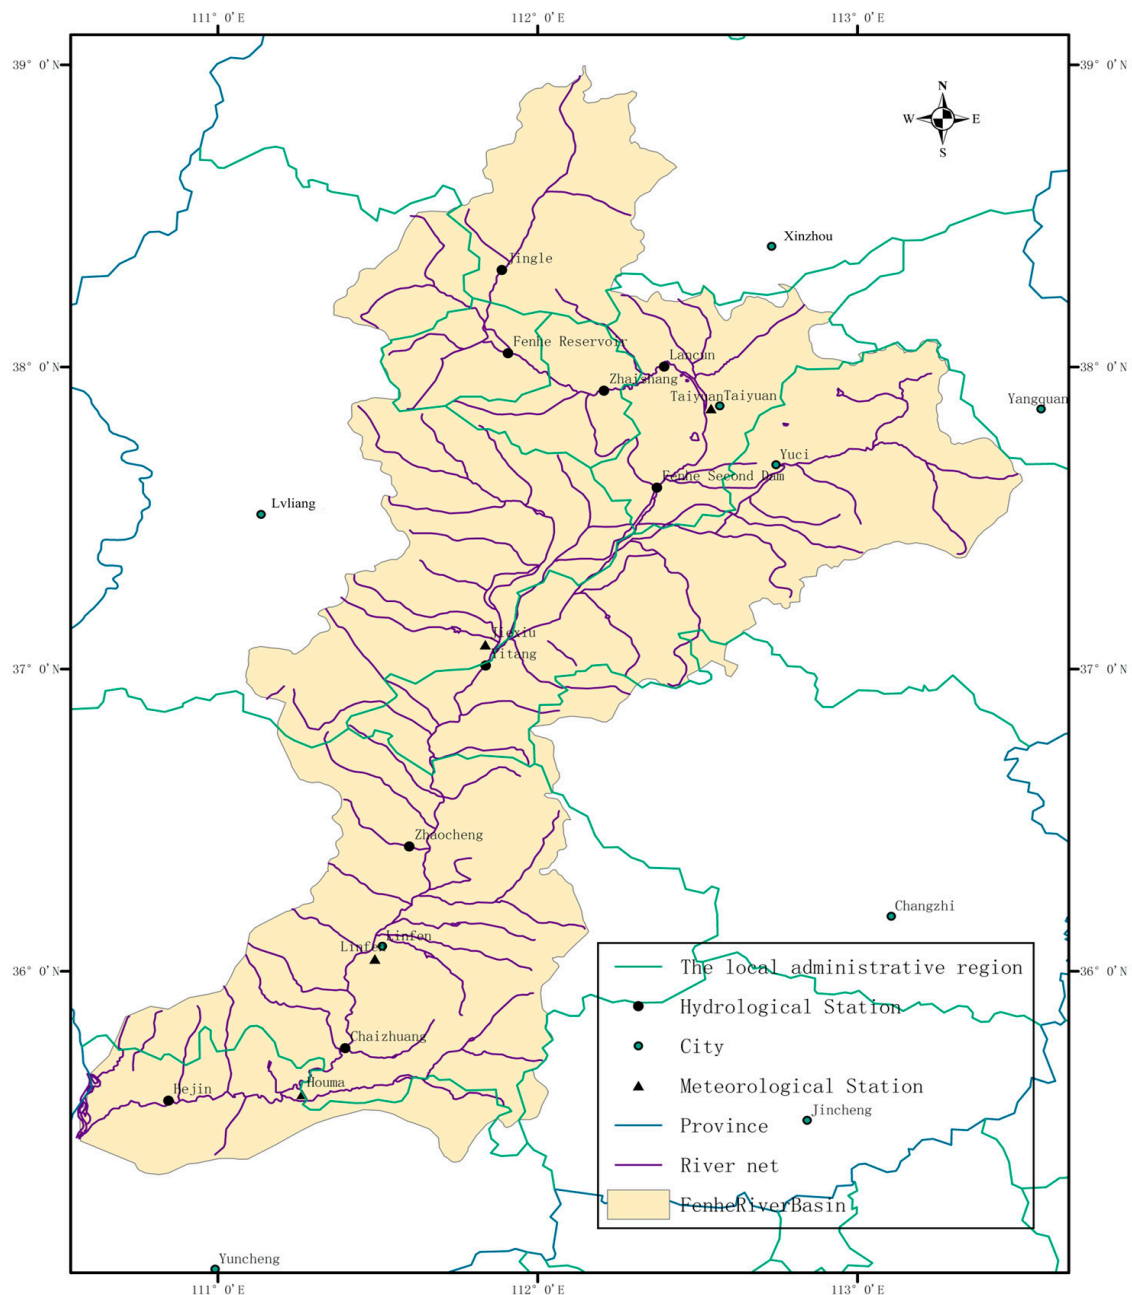 111° 0'E 112° 0'E 113° 0'E
39° 0'N 39° 0'N
N
W E
S
Xinzhou
Jingle
Fenhe Reservoir
Lancun
38° 0'N 38° 0'N
Zhaishang
Taiyuan Taiyuan
Yangquan
Yuci
Fenhe Second Dam
Lvliang
Jiexiu
Yitang
37° 0'N 37° 0'N
Zhaocheng
Changzhi
Linfen
Linfen
36° 0'N 36° 0'N
The local administrative region
Hydrological Station
Chaizhuang
City
Houma
Meteorological Station
Hejin
Jincheng
Province
River net
FenheRiverBasin
Yuncheng
111° 0'E 112° 0'E 113° 0'E